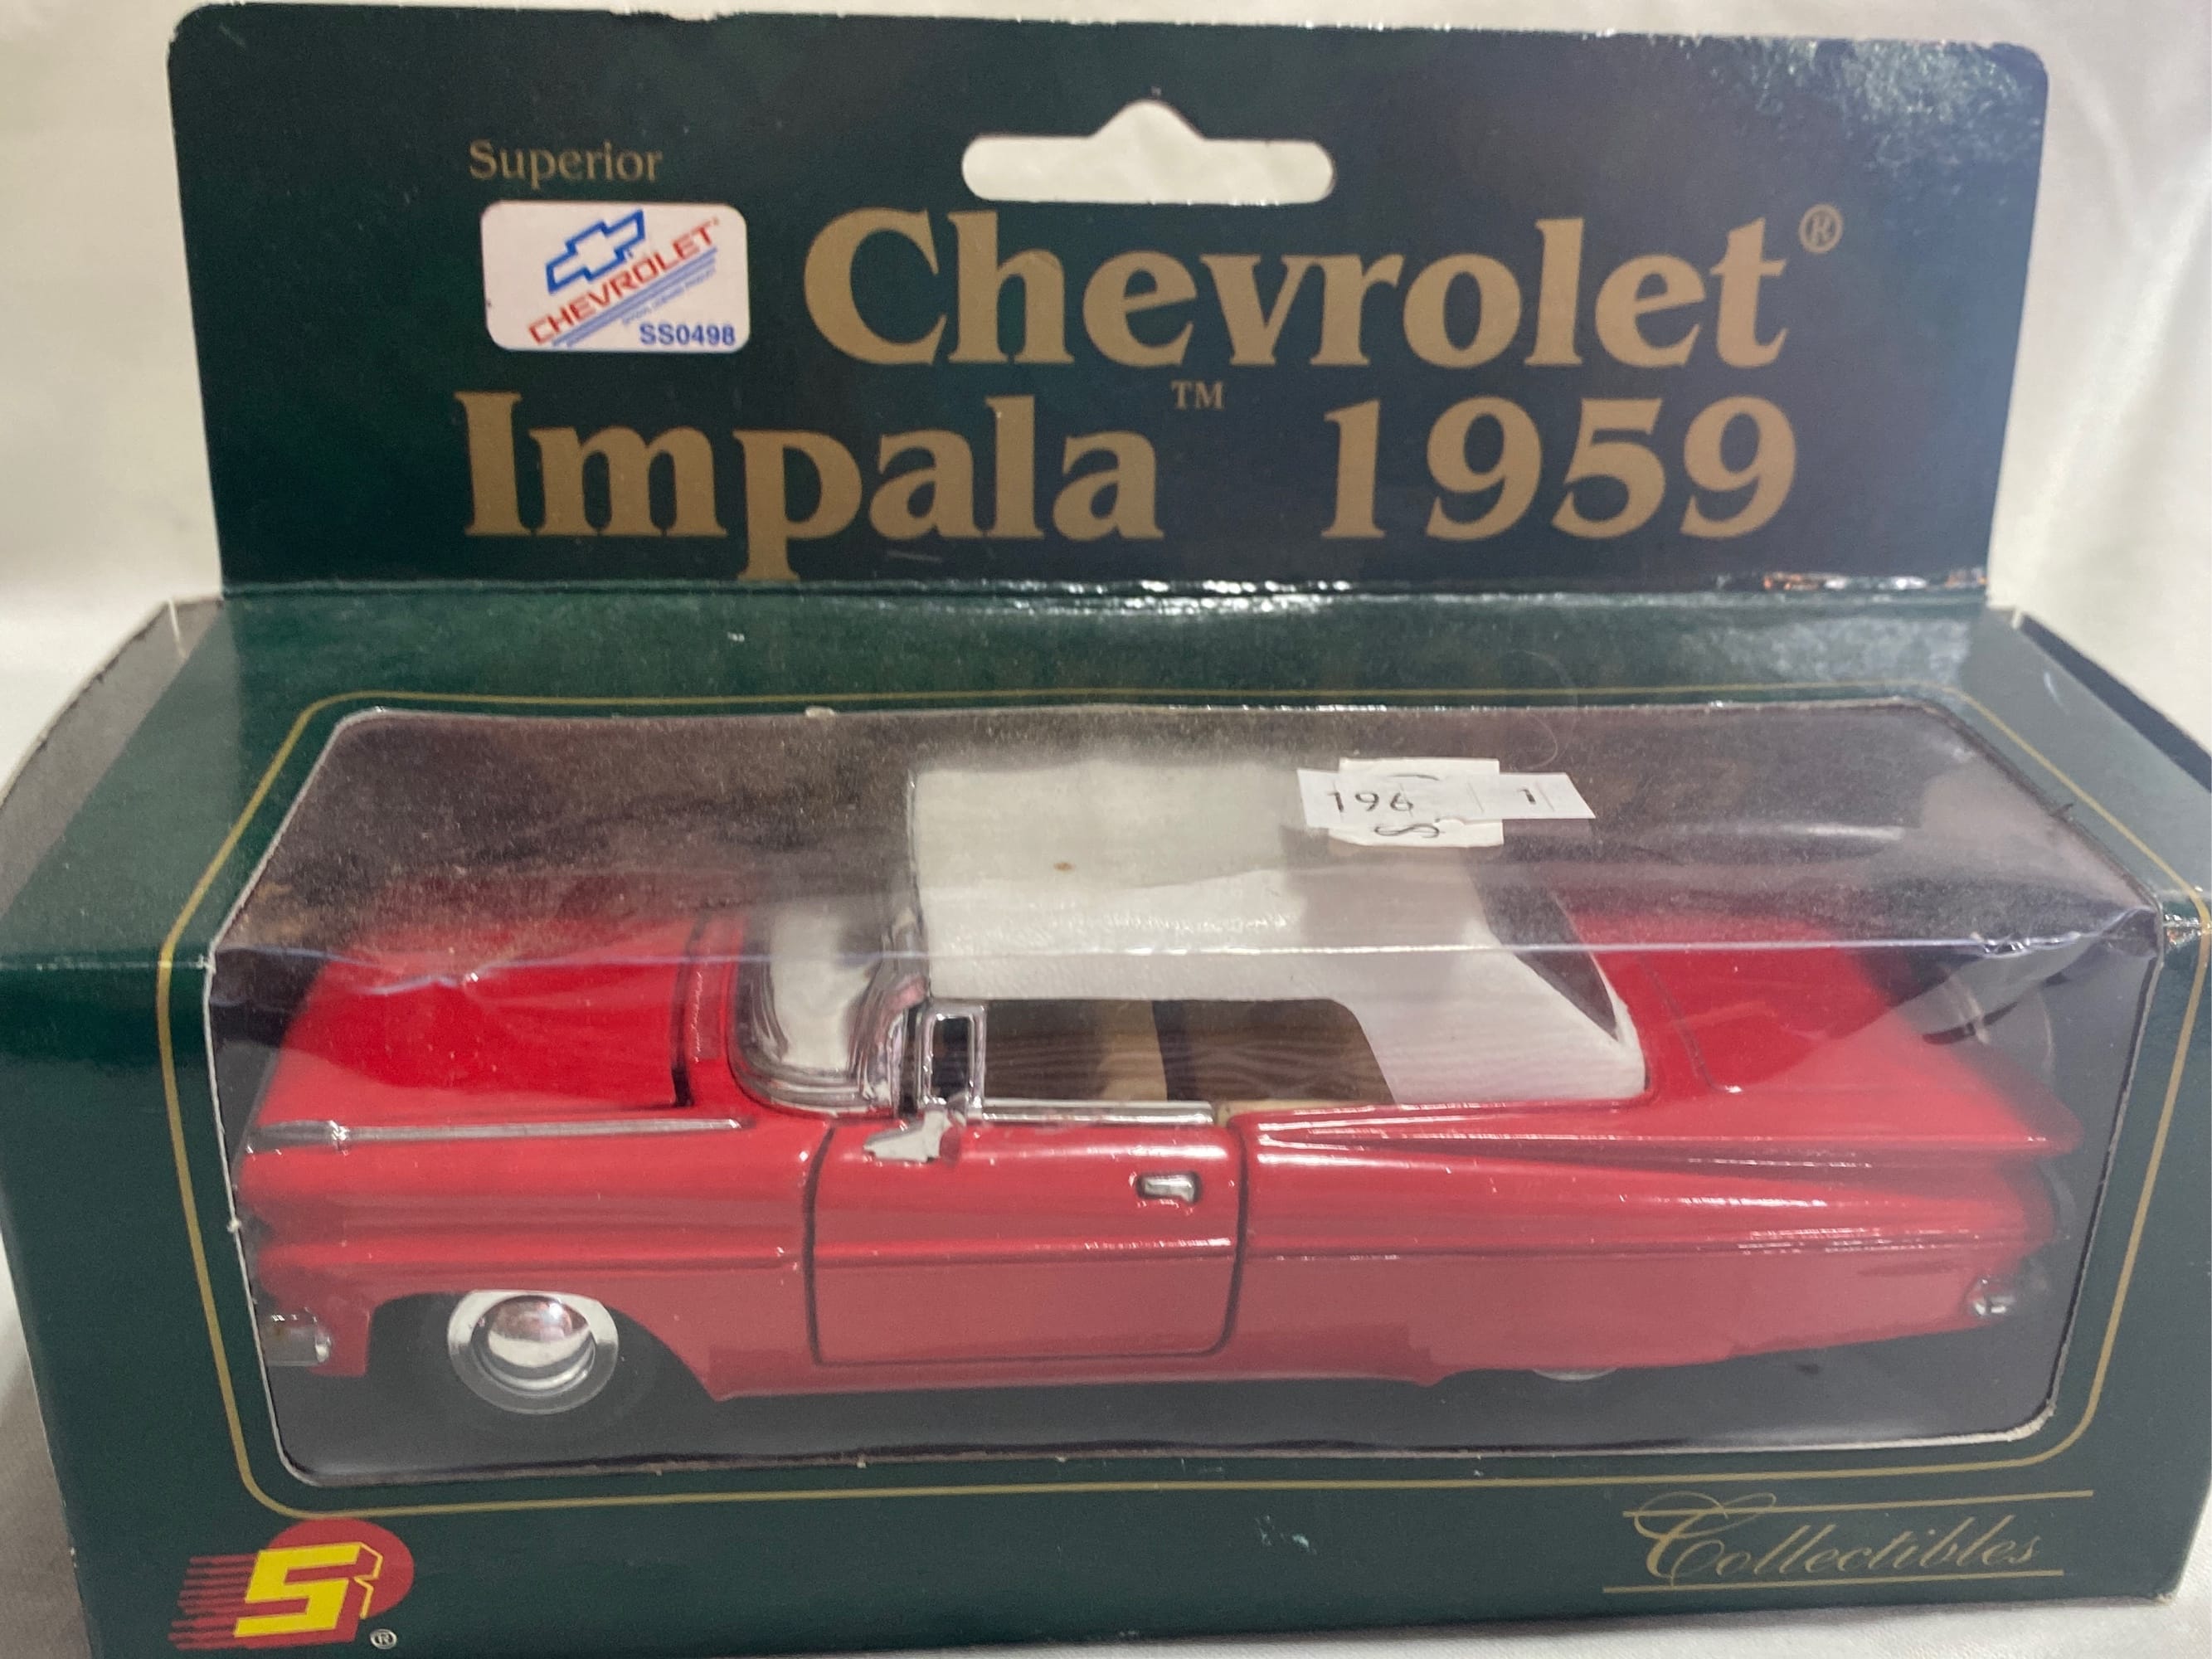 Superior
CHEVROLET
SS0498
Chevrolet®
Impala™ 1959
196 1
S
Collectibles
S
®